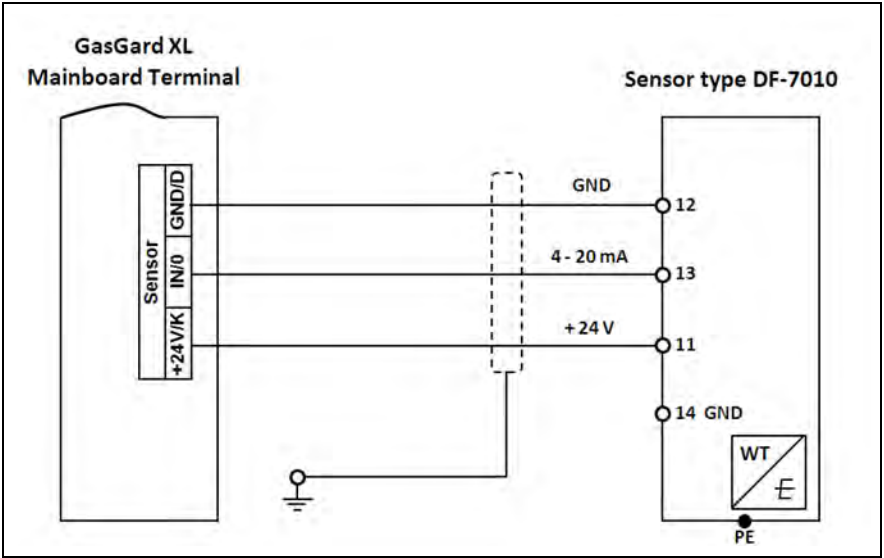 GasGard XL
Mainboard Terminal
Sensor type DF-7010
Sensor
GND/D
IN/0
+24V/K
GND
12
4 - 20 mA
13
+ 24 V
11
14 GND
WT
E
PE